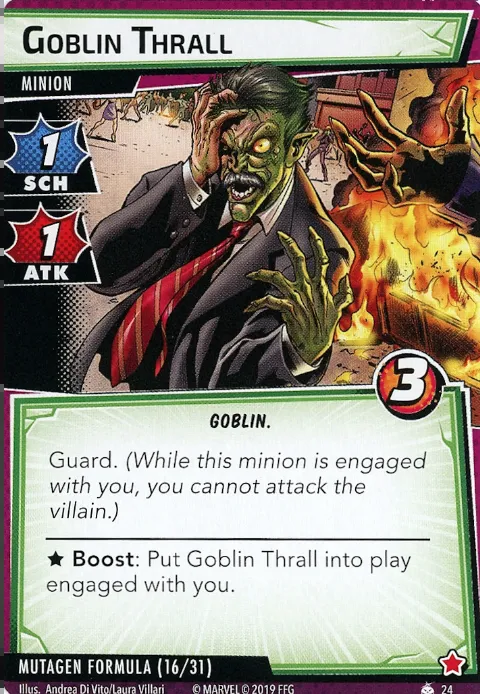 GOBLIN THRALL
MINION
1
SCH
1
ATK
3
GOBLIN.
Guard. (While this minion is engaged
with you, you cannot attack the
villain.)
★ Boost: Put Goblin Thrall into play
engaged with you.
MUTAGEN FORMULA (16/31)
Illus. Andrea Di Vito/Laura Villari © MARVEL © 2019 FFG 24